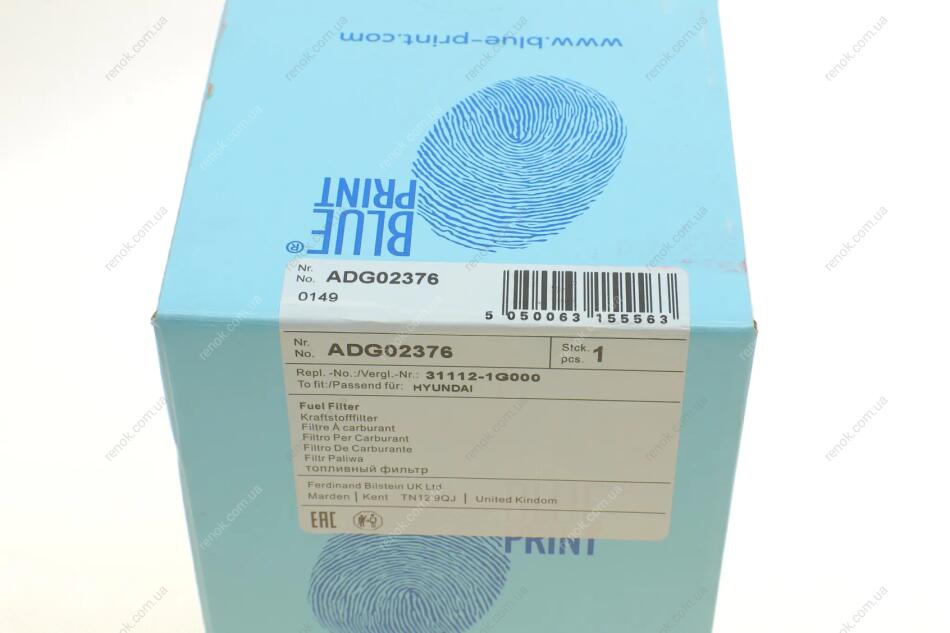 www.blue-print.com
BLUE
PRINT
®
Nr.
No. ADG02376
0149
5 050063 155563
Nr.
No. ADG02376
Stck.
pcs. 1
Repl. -No.:/Vergl.-Nr.: 31112-1G000
To fit:/Passend für: HYUNDAI
Fuel Filter
Kraftstofffilter
Filtre À carburant
Filtro Per Carburant
Filtro De Carburante
Filtr Paliwa
топливный фильтр
Ferdinand Bilstein UK Ltd
Marden | Kent TN12 9QJ | United Kindom
EAC
BLUE
PRINT
renok.com.ua